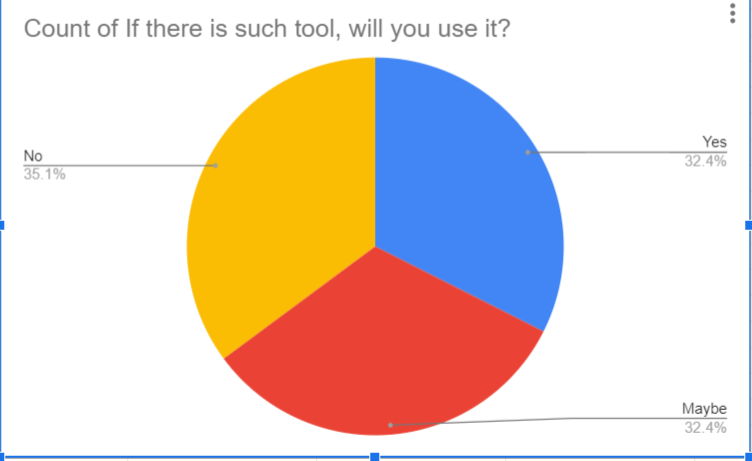 Count of If there is such tool, will you use it?
Yes
32.4%
No
35.1%
Maybe
32.4%